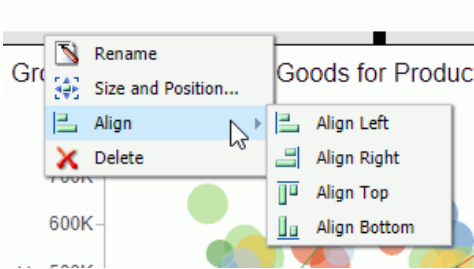 Rename
Gro Goods for Produc
Size and Position...
Align
Align Left
Delete
Align Right
700K
Align Top
600K
Align Bottom